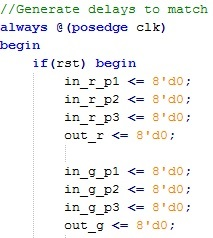 //Generate delays to match
always @(posedge clk)
begin
if(rst) begin
in_r_p1 <= 8'd0;
in_r_p2 <= 8'd0;
in_r_p3 <= 8'd0;
out_r <= 8'd0;
in_g_p1 <= 8'd0;
in_g_p2 <= 8'd0;
in_g_p3 <= 8'd0;
out_g <= 8'd0;